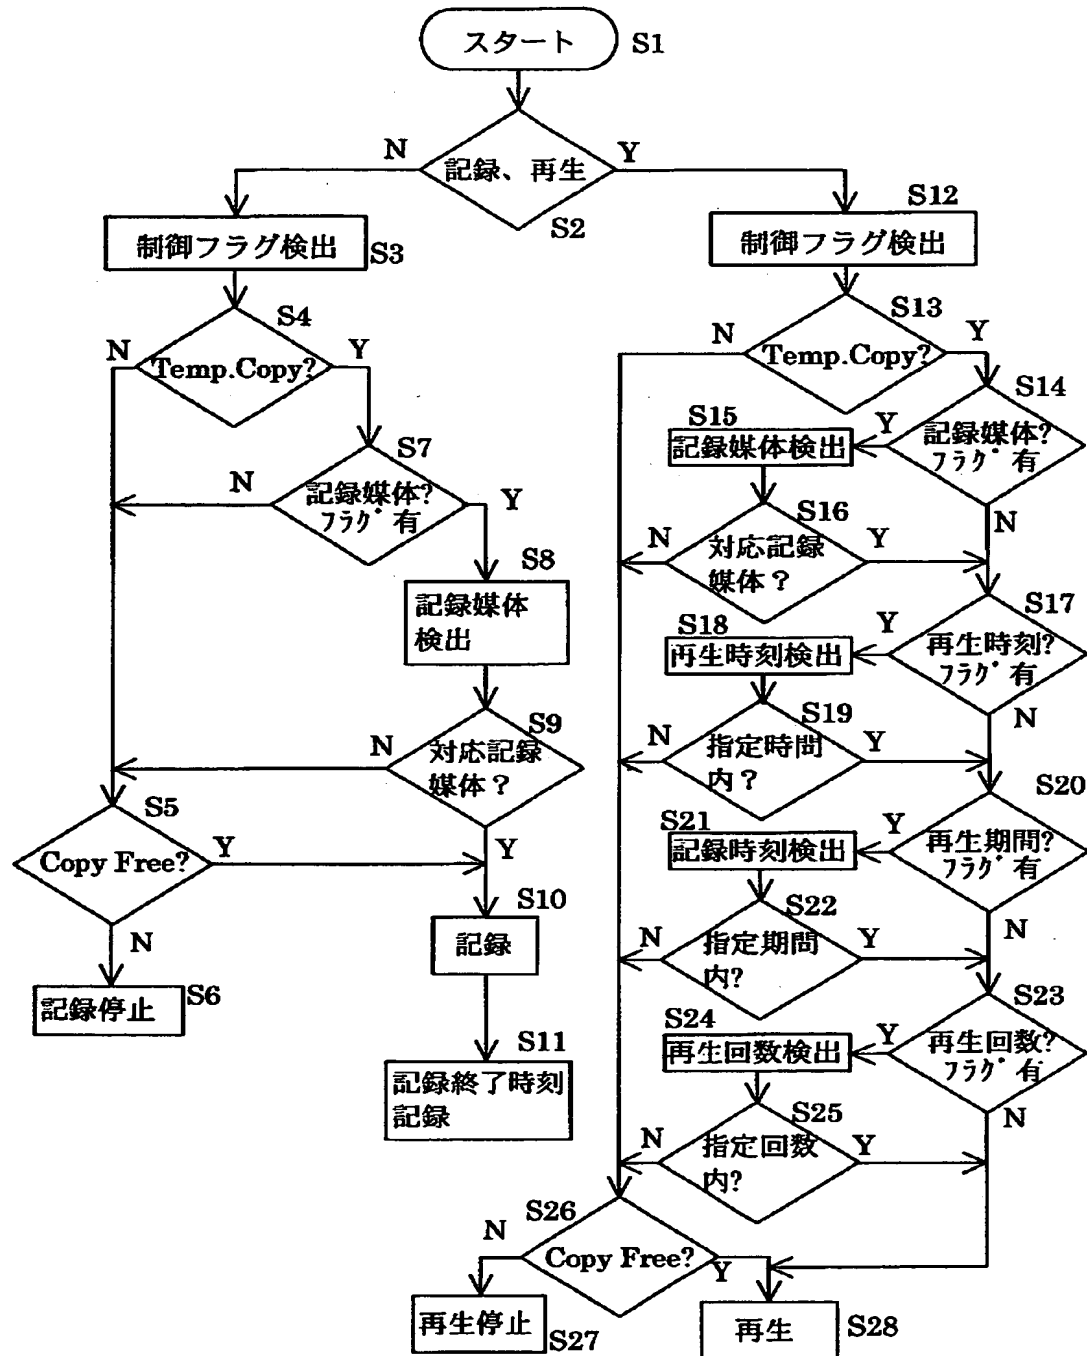 スタート
S1
N
記録、再生
Y
S2
制御フラグ検出
S3
S12
制御フラグ検出
S4
N
Temp.Copy?
Y
S13
N
Temp.Copy?
Y
S7
N
記録媒体?
フラグ有
Y
S14
Y
記録媒体?
フラグ有
N
S15
記録媒体検出
S16
N
対応記録
媒体?
Y
S8
記録媒体
検出
S17
Y
再生時刻?
フラグ有
N
S18
再生時刻検出
S19
N
指定時間
内?
Y
S9
N
対応記録
媒体?
Y
S5
Copy Free?
Y
N
S20
Y
再生期間?
フラグ有
N
S21
記録時刻検出
S22
N
指定期間
内?
Y
S10
記録
S6
記録停止
S23
Y
再生回数?
フラグ有
N
S24
再生回数検出
S11
記録終了時刻
記録
S25
N
指定回数
内?
Y
S26
N
Copy Free?
Y
再生停止
S27
再生
S28